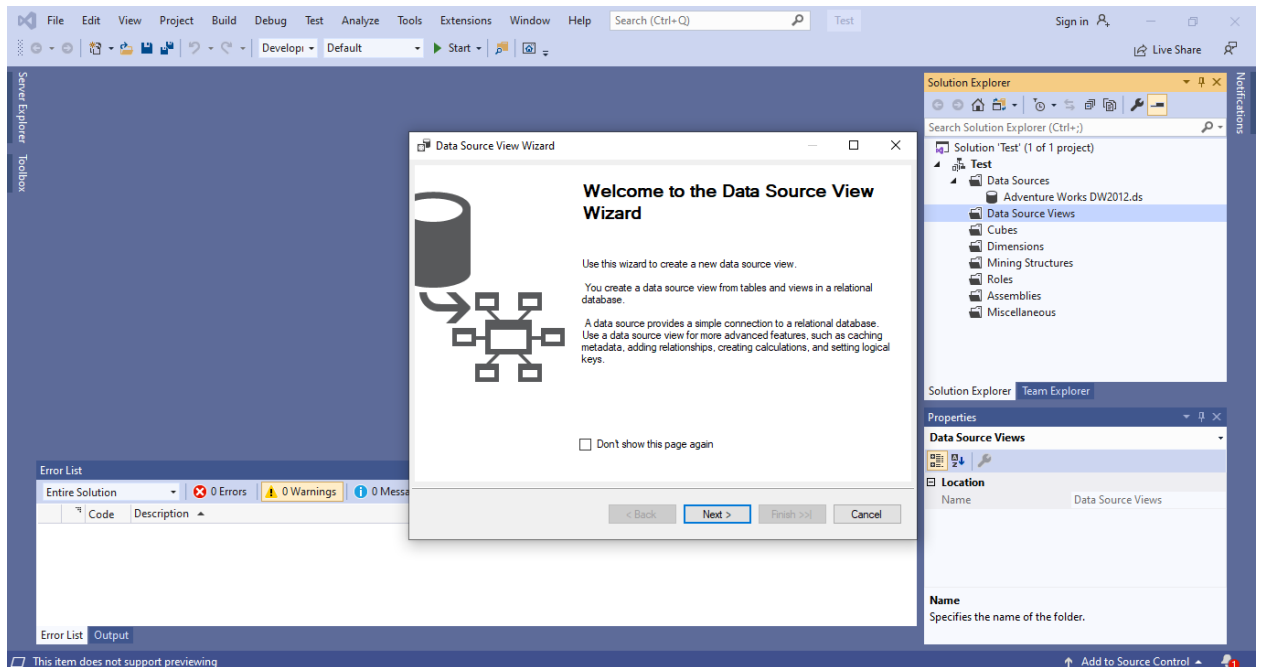 File Edit View Project Build Debug Test Analyze Tools Extensions Window Help Search (Ctrl+Q) Test Sign in
Developi Default Start Live Share
Server Explorer
Toolbox
Data Source View Wizard
Welcome to the Data Source View
Wizard
Use this wizard to create a new data source view.
You create a data source view from tables and views in a relational
database.
A data source provides a simple connection to a relational database.
Use a data source view for more advanced features, such as caching
metadata, adding relationships, creating calculations, and setting logical
keys.
Don't show this page again
< Back Next > Finish >>| Cancel
Solution Explorer
Search Solution Explorer (Ctrl+;)
Solution 'Test' (1 of 1 project)
Test
Data Sources
Adventure Works DW2012.ds
Data Source Views
Cubes
Dimensions
Mining Structures
Roles
Assemblies
Miscellaneous
Solution Explorer Team Explorer
Notifications
Properties
Data Source Views
Location
Name Data Source Views
Name
Specifies the name of the folder.
Error List
Entire Solution 0 Errors 0 Warnings 0 Messa
Code Description
Error List Output
This item does not support previewing Add to Source Control 1